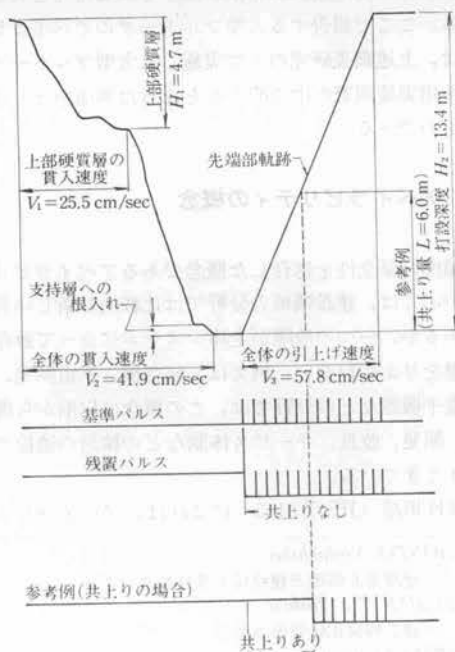 上部硬質層
H₁=4.7 m
上部硬質層の
貫入速度
V₁=25.5 cm/sec
先端部軌跡
参考例
(共上り量 L=6.0 m)
打設深度 H₂=13.4 m
支持層への
根入れ
全体の貫入速度
V₂=41.9 cm/sec
全体の引上げ速度
V₃=57.8 cm/sec
基準パルス
残置パルス
共上りなし
参考例(共上りの場合)
共上りあり